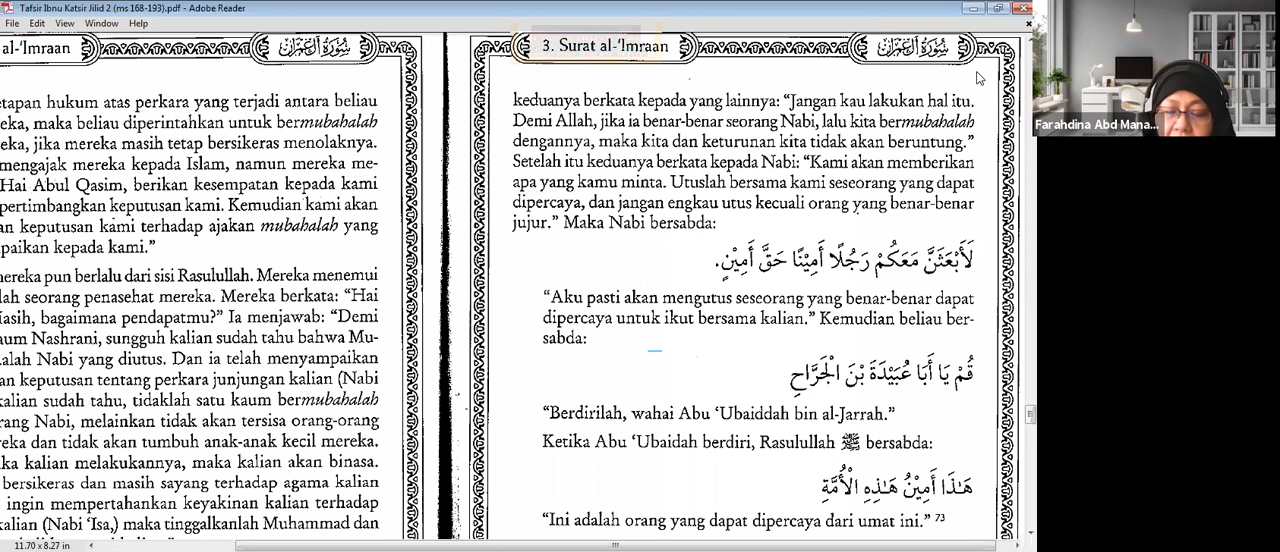 Tafsir Ibnu Katsir Jilid 2 (ms 168-193).pdf - Adobe Reader
File Edit View Window Help
al-'Imraan
سُوْرَةُ آلِ عِمْرَان
etapan hukum atas perkara yang terjadi antara beliau
eka, maka beliau diperintahkan untuk bermubahalah
eka, jika mereka masih tetap bersikeras menolaknya.
mengajak mereka kepada Islam, namun mereka me-
Hai Abul Qasim, berikan kesempatan kepada kami
pertimbangkan keputusan kami. Kemudian kami akan
an keputusan kami terhadap ajakan mubahalah yang
paikan kepada kami.”
mereka pun berlalu dari sisi Rasulullah. Mereka menemui
lah seorang penasehat mereka. Mereka berkata: “Hai
Masih, bagaimana pendapatmu?” Ia menjawab: “Demi
aum Nashrani, sungguh kalian sudah tahu bahwa Mu-
alah Nabi yang diutus. Dan ia telah menyampaikan
an keputusan tentang perkara junjungan kalian (Nabi
kalian sudah tahu, tidaklah satu kaum bermubahalah
rang Nabi, melainkan tidak akan tersisa orang-orang
reka dan tidak akan tumbuh anak-anak kecil mereka.
ka kalian melakukannya, maka kalian akan binasa.
bersikeras dan masih sayang terhadap agama kalian
ingin mempertahankan keyakinan kalian terhadap
kalian (Nabi ‘Isa,) maka tinggalkanlah Muhammad dan
3. Surat al-'Imraan
سُوْرَةُ آلِ عِمْرَان
keduanya berkata kepada yang lainnya: “Jangan kau lakukan hal itu.
Demi Allah, jika ia benar-benar seorang Nabi, lalu kita bermubahalah
dengannya, maka kita dan keturunan kita tidak akan beruntung.”
Setelah itu keduanya berkata kepada Nabi: “Kami akan memberikan
apa yang kamu minta. Utuslah bersama kami seseorang yang dapat
dipercaya, dan jangan engkau utus kecuali orang yang benar-benar
jujur.” Maka Nabi bersabda:
لَأَبْعَثَنَّ مَعَكُمْ رَجُلًا أَمِيْنًا حَقَّ أَمِيْنٍ.
“Aku pasti akan mengutus seseorang yang benar-benar dapat
dipercaya untuk ikut bersama kalian.” Kemudian beliau ber-
sabda:
قُمْ يَا أَبَا عُبَيْدَةَ بْنَ الْجَرَّاحِ
“Berdirilah, wahai Abu ‘Ubaiddah bin al-Jarrah.”
Ketika Abu ‘Ubaidah berdiri, Rasulullah ﷺ bersabda:
هَـٰذَا أَمِيْنُ هَـٰذِهِ الْأُمَّةِ
“Ini adalah orang yang dapat dipercaya dari umat ini.” 73
11.70 x 8.27 in
Farahdina Abd Mana...